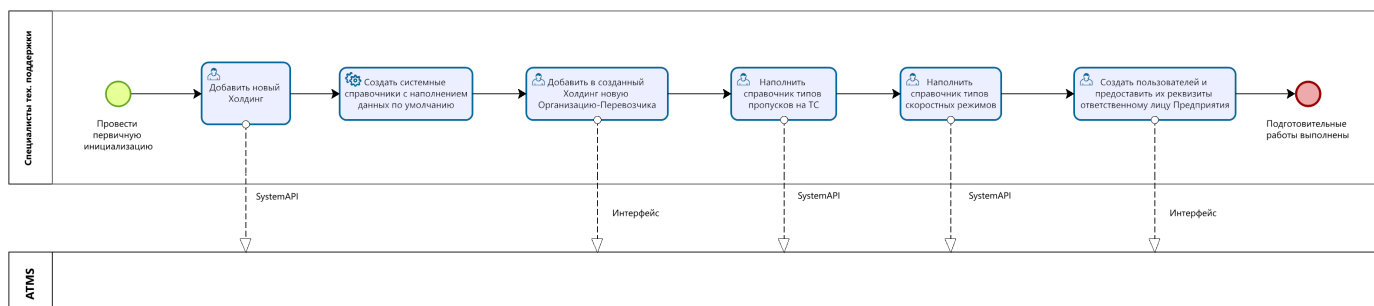 Специалисты тех. поддержки
Провести
первичную
инициализацию
Добавить новый
Холдинг
Создать системные
справочники с наполнением
данных по умолчанию
Добавить в созданный
Холдинг новую
Организацию-Перевозчика
Наполнить
справочник типов
пропусков на ТС
Наполнить
справочник типов
скоростных режимов
Создать пользователей и
предоставить их реквизиты
ответственному лицу Предприятия
Подготовительные
работы выполнены
SystemAPI
Интерфейс
SystemAPI
SystemAPI
Интерфейс
ATMS